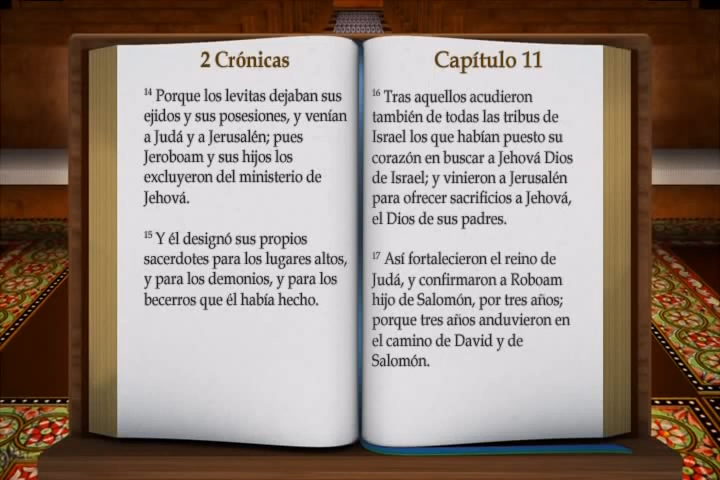 2 Crónicas
14 Porque los levitas dejaban sus
ejidos y sus posesiones, y venían
a Judá y a Jerusalén; pues
Jeroboam y sus hijos los
excluyeron del ministerio de
Jehová.
15 Y él designó sus propios
sacerdotes para los lugares altos,
y para los demonios, y para los
becerros que él había hecho.
Capítulo 11
16 Tras aquellos acudieron
también de todas las tribus de
Israel los que habían puesto su
corazón en buscar a Jehová Dios
de Israel; y vinieron a Jerusalén
para ofrecer sacrificios a Jehová,
el Dios de sus padres.
17 Así fortalecieron el reino de
Judá, y confirmaron a Roboam
hijo de Salomón, por tres años;
porque tres años anduvieron en
el camino de David y de
Salomón.